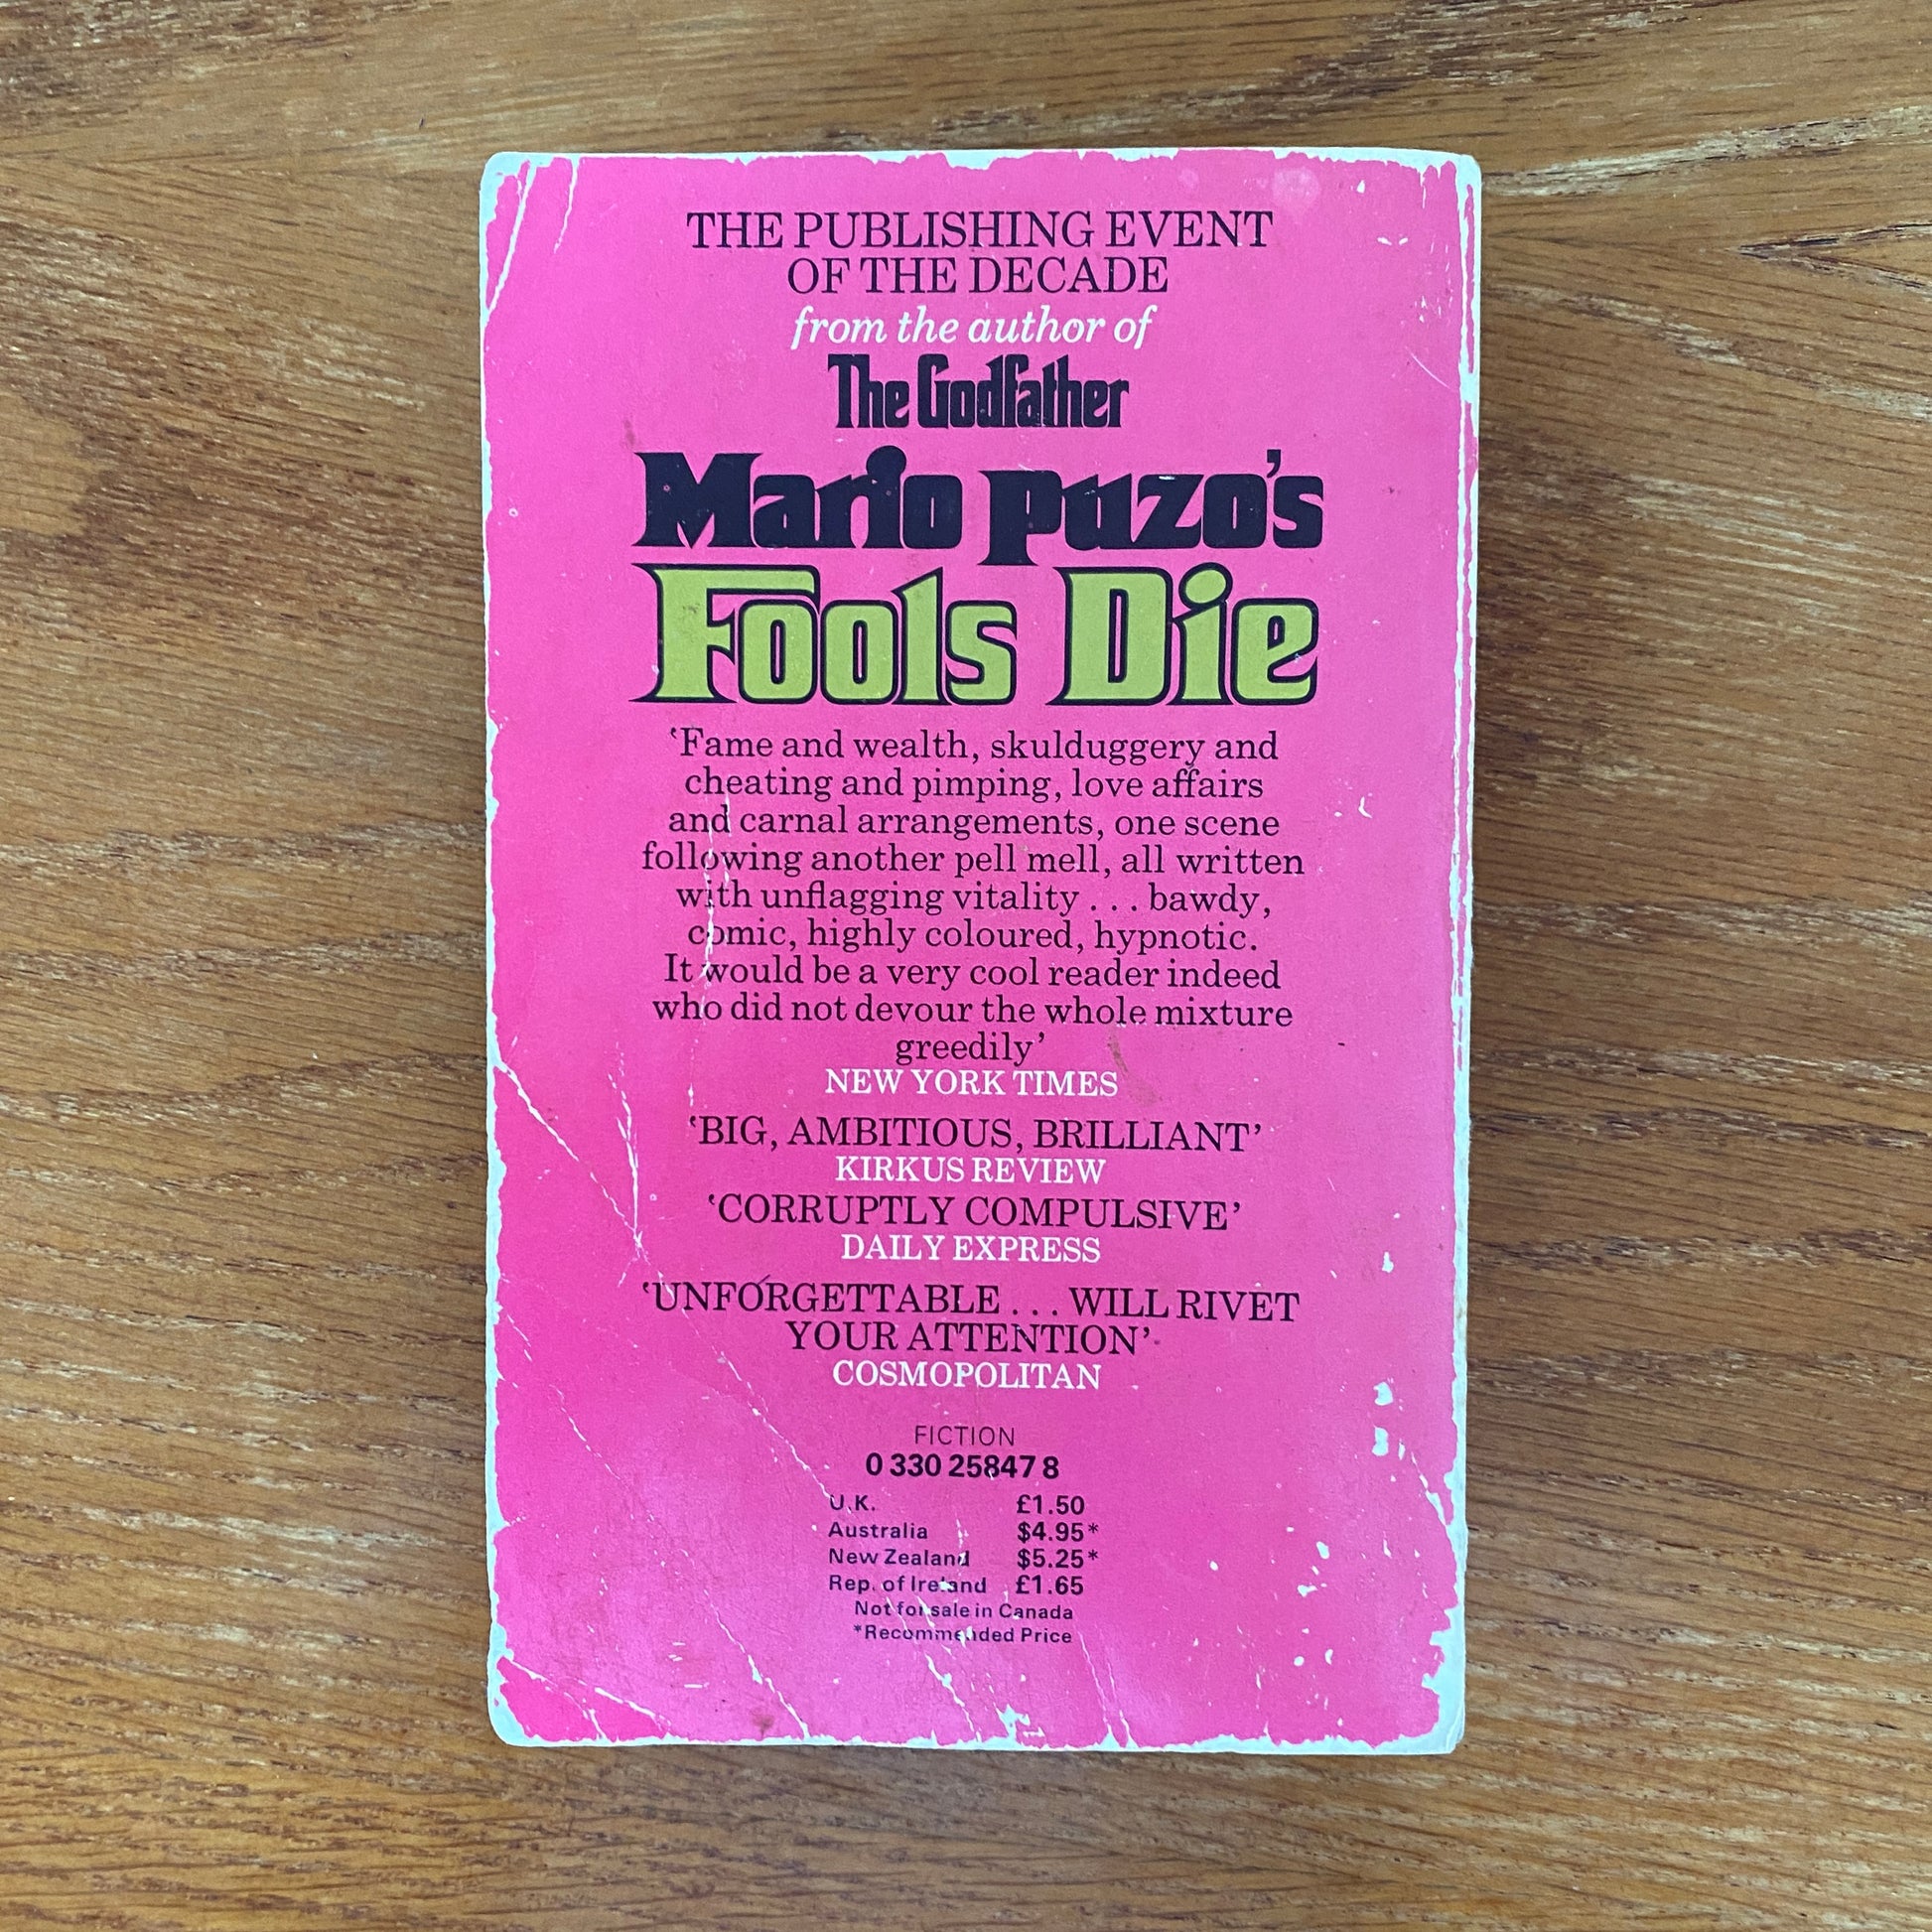 THE PUBLISHING EVENT
OF THE DECADE
from the author of
The Godfather
Mario Puzo's
Fools Die
‘Fame and wealth, skulduggery and
cheating and pimping, love affairs
and carnal arrangements, one scene
following another pell mell, all written
with unflagging vitality . . . bawdy,
comic, highly coloured, hypnotic.
It would be a very cool reader indeed
who did not devour the whole mixture
greedily’
NEW YORK TIMES
‘BIG, AMBITIOUS, BRILLIANT’
KIRKUS REVIEW
‘CORRUPTLY COMPULSIVE’
DAILY EXPRESS
‘UNFORGETTABLE . . . WILL RIVET
YOUR ATTENTION’
COSMOPOLITAN
FICTION
0 330 25847 8
U.K. £1.50
Australia $4.95*
New Zealand $5.25*
Rep. of Ireland £1.65
Not for sale in Canada
*Recommended Price